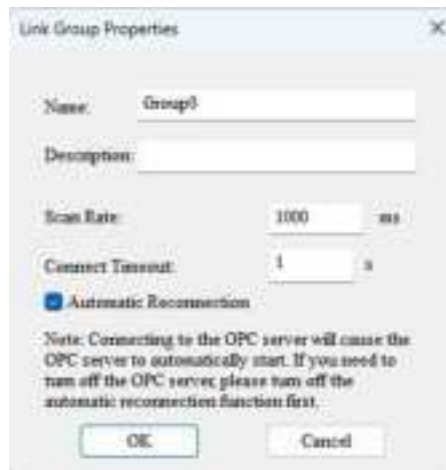 Link Group Properties
Name: Group3
Description:
Scan Rate: 1000 ms
Connect Timeout: 1 s
Automatic Reconnection
Note: Connecting to the OPC server will cause the
OPC server to automatically start. If you need to
turn off the OPC server, please turn off the
automatic reconnection function first.
OK Cancel